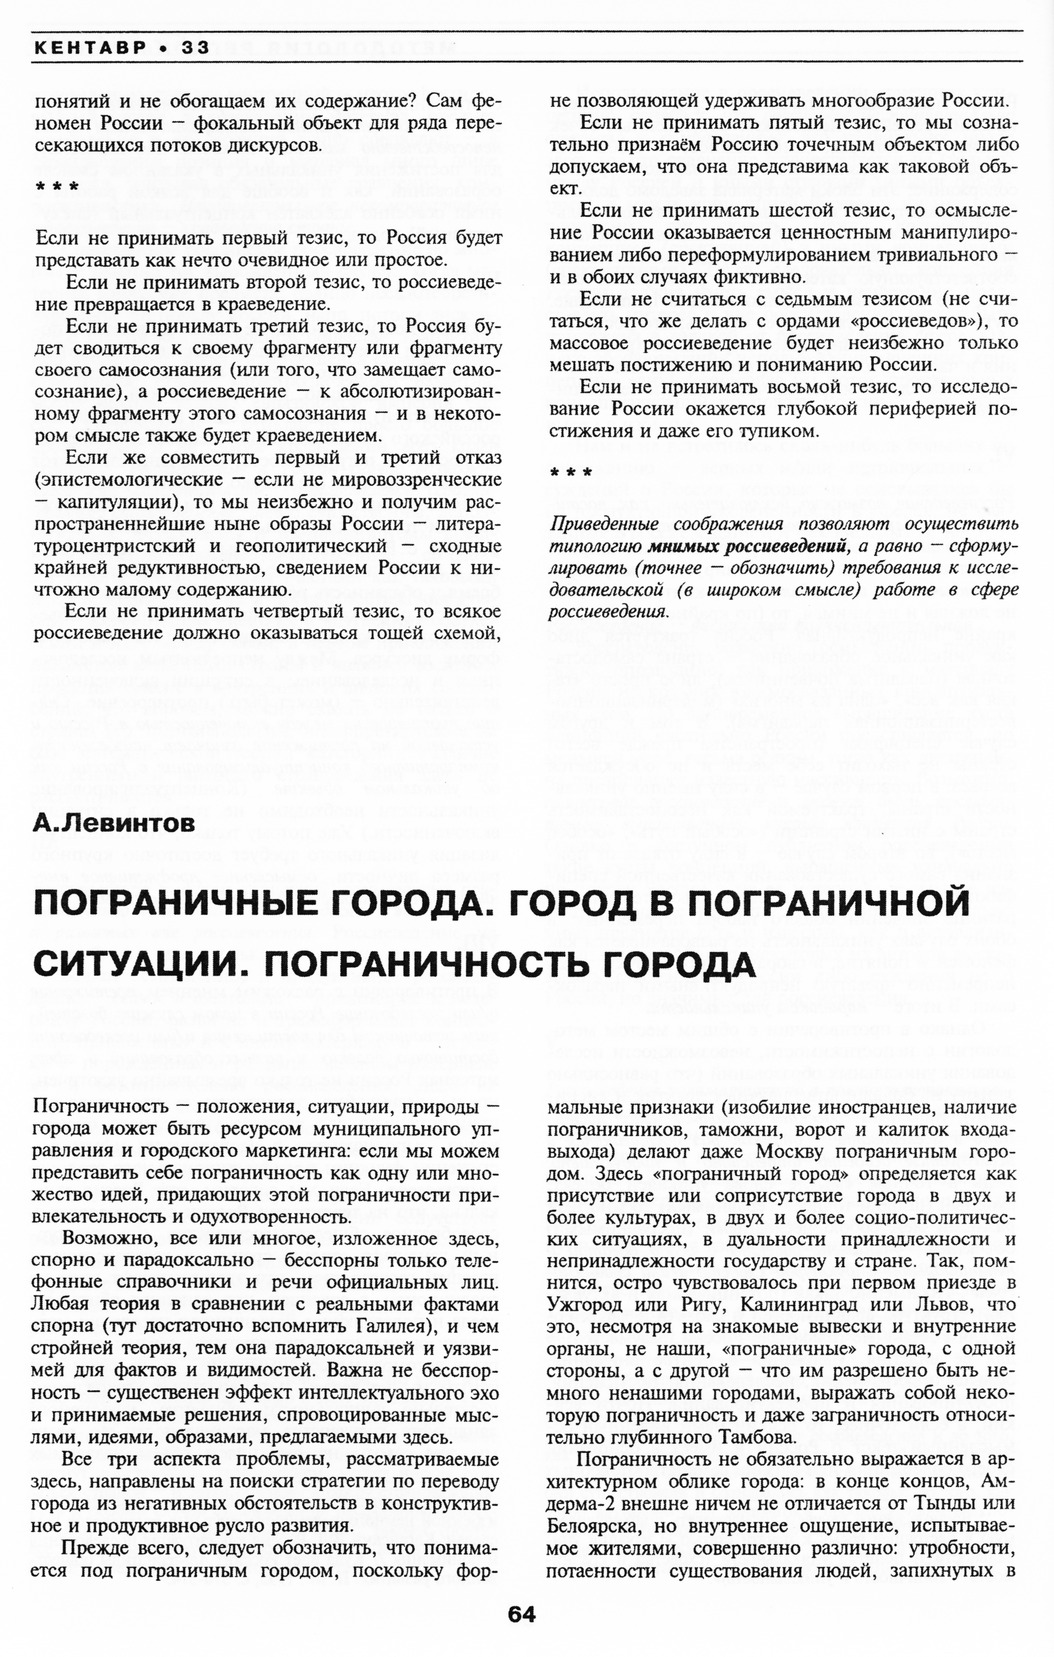 КЕНТАВР • 33
понятий и не обогащаем их содержание? Сам фе-
номен России — фокальный объект для ряда пере-
секающихся потоков дискурсов.
* * *
Если не принимать первый тезис, то Россия будет
представать как нечто очевидное или простое.
Если не принимать второй тезис, то россиеведе-
ние превращается в краеведение.
Если не принимать третий тезис, то Россия бу-
дет сводиться к своему фрагменту или фрагменту
своего самосознания (или того, что замещает само-
сознание), а россиеведение — к абсолютизирован-
ному фрагменту этого самосознания — и в некото-
ром смысле также будет краеведением.
Если же совместить первый и третий отказ
(эпистемологические — если не мировоззренческие
— капитуляции), то мы неизбежно и получим рас-
пространеннейшие ныне образы России — литера-
туроцентристский и геополитический — сходные
крайней редуктивностью, сведением России к ни-
чтожно малому содержанию.
Если не принимать четвертый тезис, то всякое
россиеведение должно оказываться тощей схемой,
не позволяющей удерживать многообразие России.
Если не принимать пятый тезис, то мы созна-
тельно признаём Россию точечным объектом либо
допускаем, что она представима как таковой объ-
ект.
Если не принимать шестой тезис, то осмысле-
ние России оказывается ценностным манипулиро-
ванием либо переформулированием тривиального —
и в обоих случаях фиктивно.
Если не считаться с седьмым тезисом (не счи-
таться, что же делать с ордами «россиеведов»), то
массовое россиеведение будет неизбежно только
мешать постижению и пониманию России.
Если не принимать восьмой тезис, то исследо-
вание России окажется глубокой периферией по-
стижения и даже его тупиком.
* * *
Приведенные соображения позволяют осуществить
типологию мнимых россиеведений, а равно — сформу-
лировать (точнее — обозначить) требования к иссле-
довательской (в широком смысле) работе в сфере
россиеведения.
А.Левинтов
ПОГРАНИЧНЫЕ ГОРОДА. ГОРОД В ПОГРАНИЧНОЙ
СИТУАЦИИ. ПОГРАНИЧНОСТЬ ГОРОДА
Пограничность — положения, ситуации, природы —
города может быть ресурсом муниципального уп-
равления и городского маркетинга: если мы можем
представить себе пограничность как одну или мно-
жество идей, придающих этой пограничности при-
влекательность и одухотворенность.
Возможно, все или многое, изложенное здесь,
спорно и парадоксально — бесспорны только теле-
фонные справочники и речи официальных лиц.
Любая теория в сравнении с реальными фактами
спорна (тут достаточно вспомнить Галилея), и чем
стройней теория, тем она парадоксальней и уязви-
мей для фактов и видимостей. Важна не бесспор-
ность — существенен эффект интеллектуального эхо
и принимаемые решения, спровоцированные мыс-
лями, идеями, образами, предлагаемыми здесь.
Все три аспекта проблемы, рассматриваемые
здесь, направлены на поиски стратегии по переводу
города из негативных обстоятельств в конструктив-
ное и продуктивное русло развития.
Прежде всего, следует обозначить, что понима-
ется под пограничным городом, поскольку фор-
мальные признаки (изобилие иностранцев, наличие
пограничников, таможни, ворот и калиток входа-
выхода) делают даже Москву пограничным горо-
дом. Здесь «пограничный город» определяется как
присутствие или соприсутствие города в двух и
более культурах, в двух и более социо-политичес-
ких ситуациях, в дуальности принадлежности и
непринадлежности государству и стране. Так, пом-
нится, остро чувствовалось при первом приезде в
Ужгород или Ригу, Калининград или Львов, что
это, несмотря на знакомые вывески и внутренние
органы, не наши, «пограничные» города, с одной
стороны, а с другой — что им разрешено быть не-
много ненашими городами, выражать собой неко-
торую пограничность и даже заграничность относи-
тельно глубинного Тамбова.
Пограничность не обязательно выражается в ар-
хитектурном облике города: в конце концов, Ам-
дерма-2 внешне ничем не отличается от Тынды или
Белоярска, но внутреннее ощущение, испытывае-
мое жителями, совершенно различно: утробности,
потаенности существования людей, запихнутых в
64